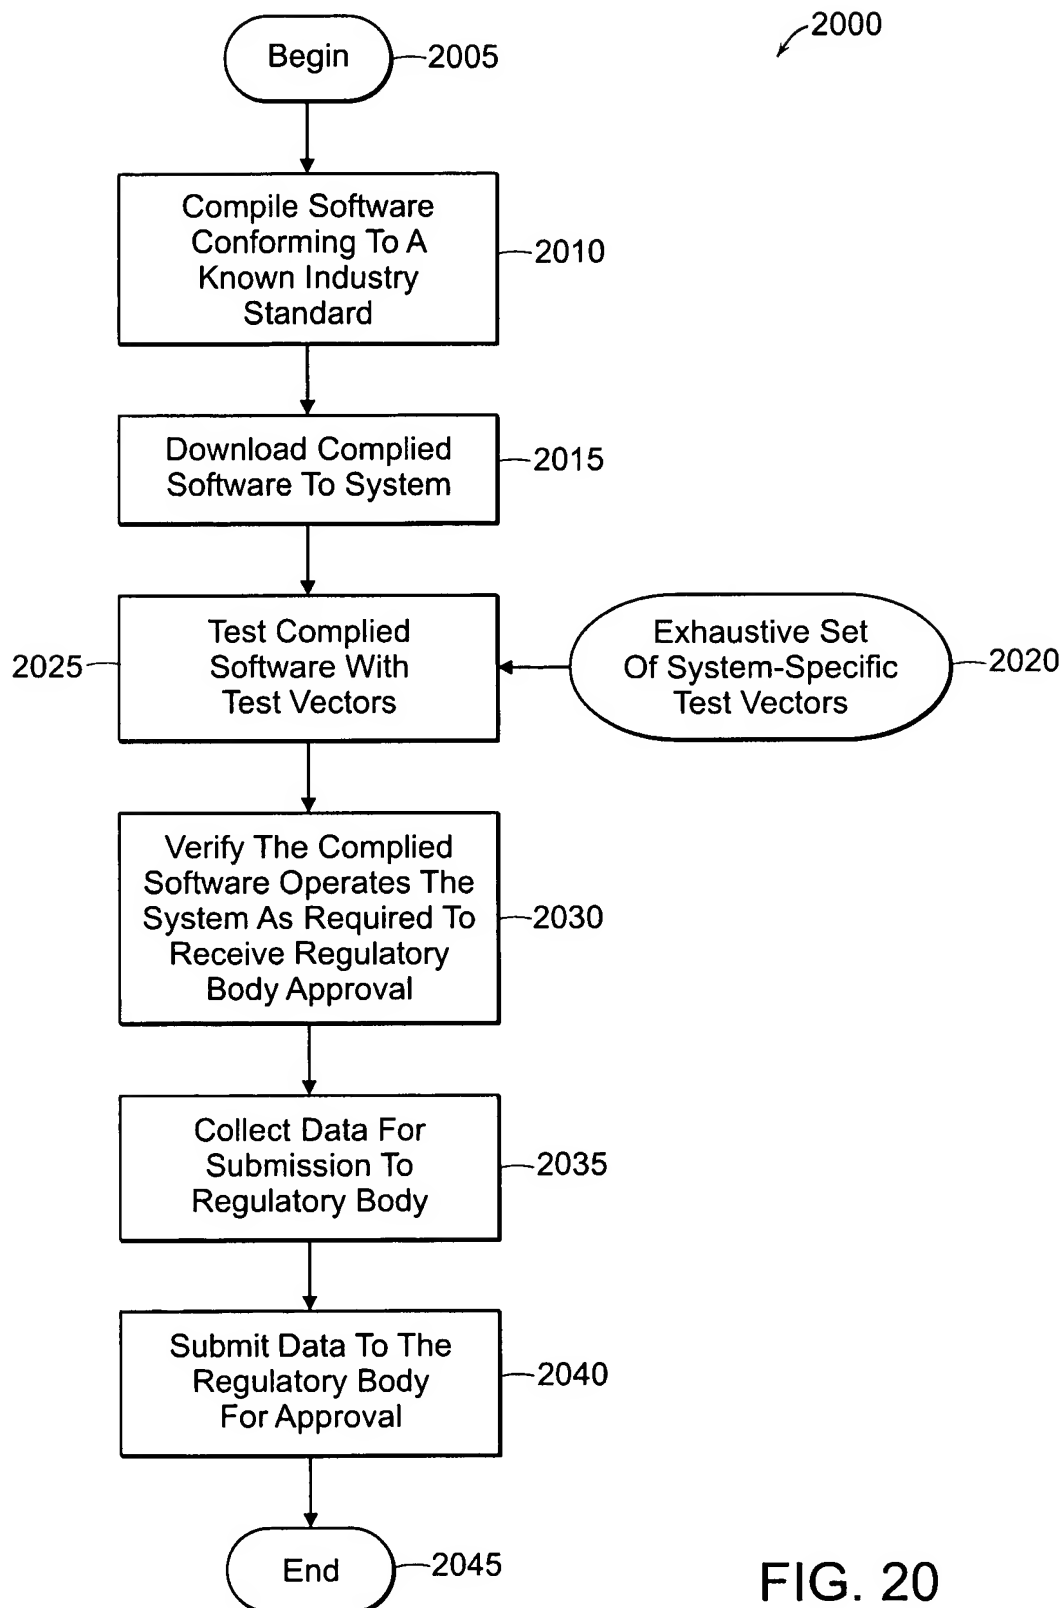 2000
Begin
2005
Compile Software
Conforming To A
Known Industry
Standard
2010
Download Complied
Software To System
2015
Test Complied
Software With
Test Vectors
2025
Exhaustive Set
Of System-Specific
Test Vectors
2020
Verify The Complied
Software Operates The
System As Required To
Receive Regulatory
Body Approval
2030
Collect Data For
Submission To
Regulatory Body
2035
Submit Data To The
Regulatory Body
For Approval
2040
End
2045
FIG. 20